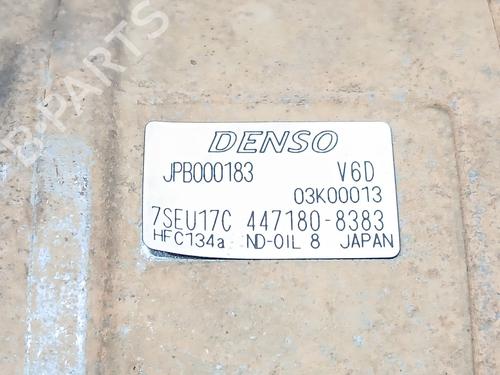 B-PARTS
DENSO
JPB000183 V6D
03K00013
7SEU17C 447180-8383
HFC134a ND-OIL 8 JAPAN